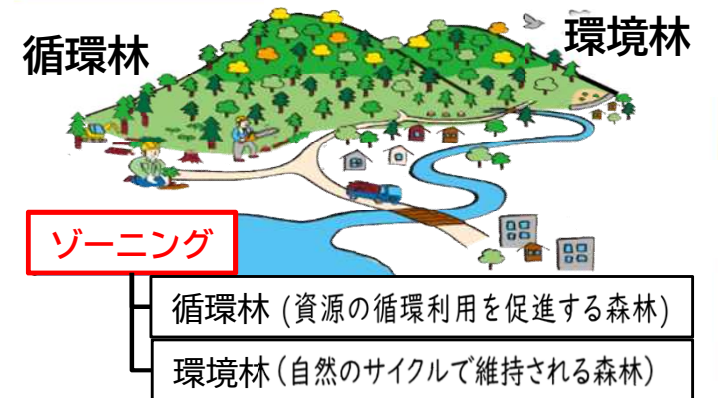 循環林
環境林
ゾーニング
循環林 (資源の循環利用を促進する森林)
環境林 (自然のサイクルで維持される森林)